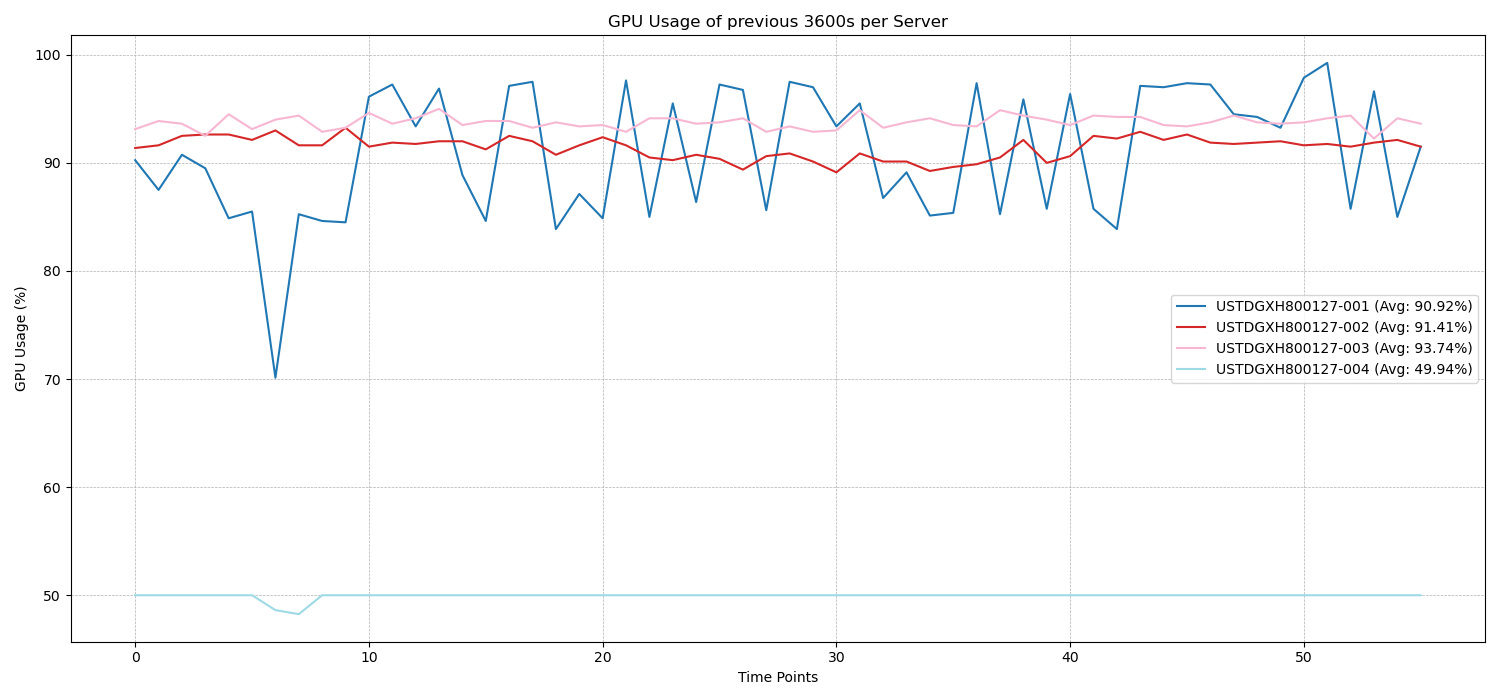 GPU Usage of previous 3600s per Server
GPU Usage (%)
100
90
80
70
60
50
USTDGXH800127-001 (Avg: 90.92%)
USTDGXH800127-002 (Avg: 91.41%)
USTDGXH800127-003 (Avg: 93.74%)
USTDGXH800127-004 (Avg: 49.94%)
0 10 20 30 40 50
Time Points